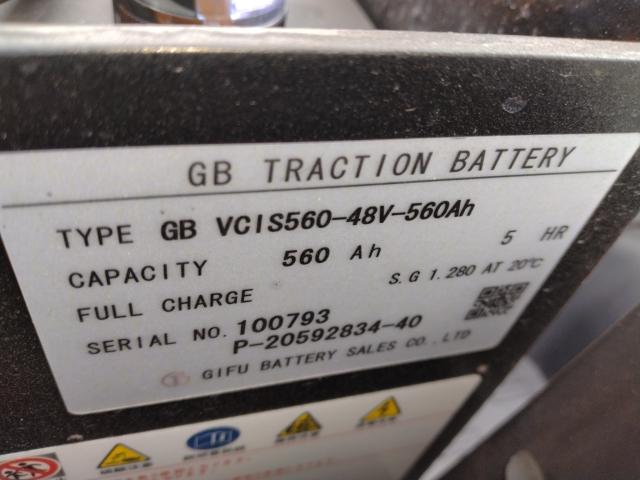 GB TRACTION BATTERY
TYPE GB VCIS560-48V-560Ah
CAPACITY 560 Ah 5 HR
FULL CHARGE S.G 1.280 AT 20℃
SERIAL NO. 100793
P-20592834-40
GIFU BATTERY SALES CO., LTD